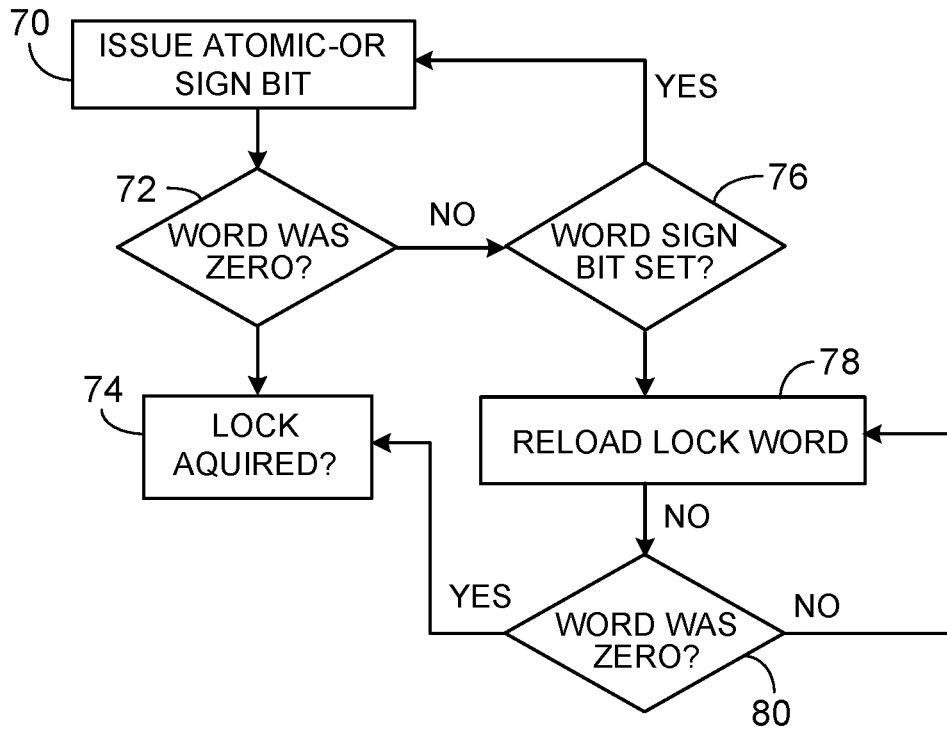 70
ISSUE ATOMIC-OR
SIGN BIT
YES
72
WORD WAS
ZERO?
NO
76
WORD SIGN
BIT SET?
74
LOCK
AQUIRED?
78
RELOAD LOCK WORD
NO
YES
WORD WAS
ZERO?
NO
80